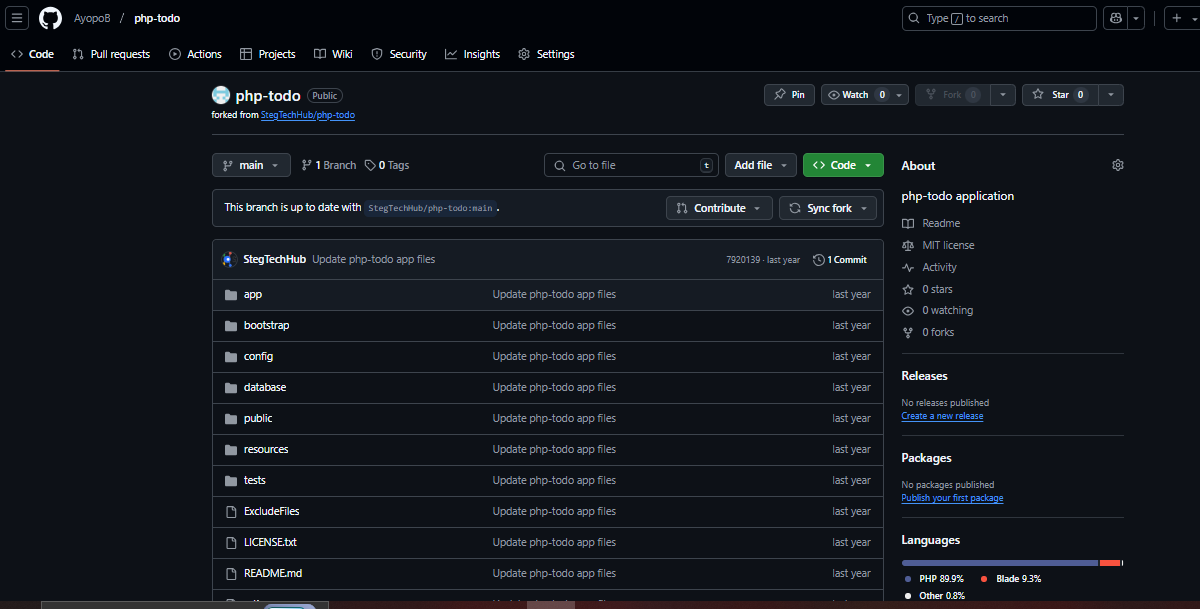 AyopoB / php-todo
Type / to search
Code Pull requests Actions Projects Wiki Security Insights Settings
php-todo Public
Pin Watch 0 Fork 0 Star 0
forked from StegTechHub/php-todo
main 1 Branch 0 Tags Go to file t Add file Code
This branch is up to date with StegTechHub/php-todo:main . Contribute Sync fork
StegTechHub Update php-todo app files 7920139 · last year 1 Commit
app Update php-todo app files last year
bootstrap Update php-todo app files last year
config Update php-todo app files last year
database Update php-todo app files last year
public Update php-todo app files last year
resources Update php-todo app files last year
tests Update php-todo app files last year
ExcludeFiles Update php-todo app files last year
LICENSE.txt Update php-todo app files last year
README.md Update php-todo app files last year
About
php-todo application
Readme
MIT license
Activity
0 stars
0 watching
0 forks
Releases
No releases published
Create a new release
Packages
No packages published
Publish your first package
Languages
PHP 89.9% Blade 9.3%
Other 0.8%